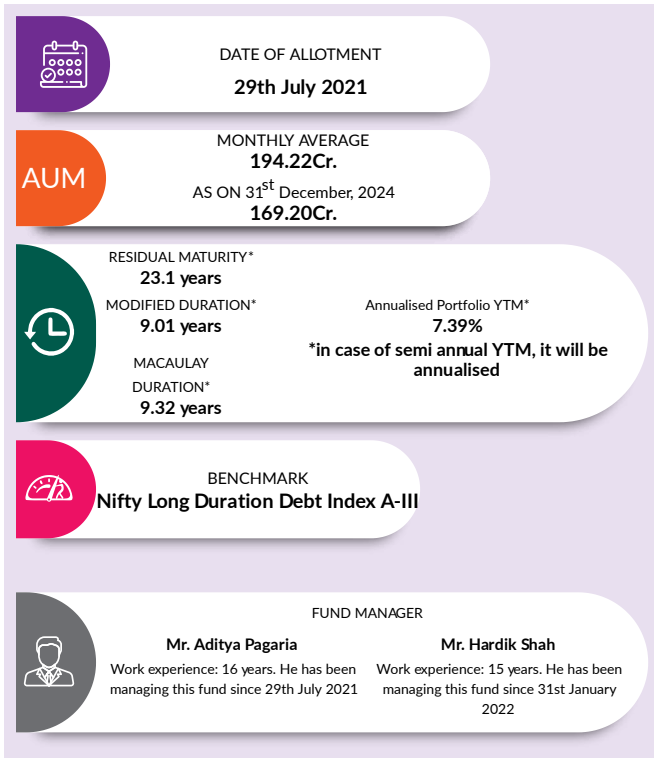 DATE OF ALLOTMENT
29th July 2021
AUM
MONTHLY AVERAGE
194.22Cr.
AS ON 31st December, 2024
169.20Cr.
RESIDUAL MATURITY*
23.1 years
MODIFIED DURATION*
9.01 years
MACAULAY
DURATION*
9.32 years
Annualised Portfolio YTM*
7.39%
*in case of semi annual YTM, it will be
annualised
BENCHMARK
Nifty Long Duration Debt Index A-III
FUND MANAGER
Mr. Aditya Pagaria
Work experience: 16 years. He has been
managing this fund since 29th July 2021
Mr. Hardik Shah
Work experience: 15 years. He has been
managing this fund since 31st January
2022